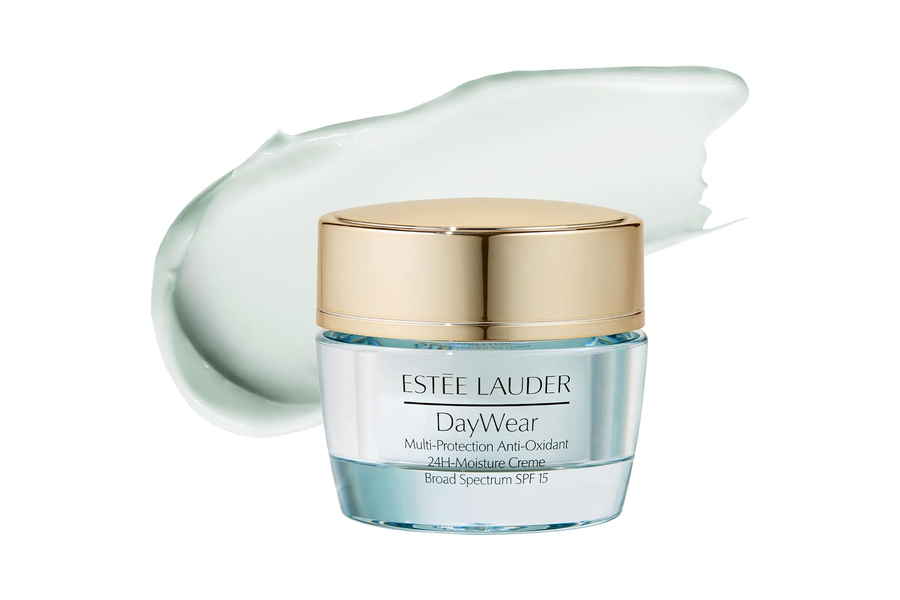 ESTĒE LAUDER
DayWear
Multi-Protection Anti-Oxidant
24H-Moisture Creme
Broad Spectrum SPF 15